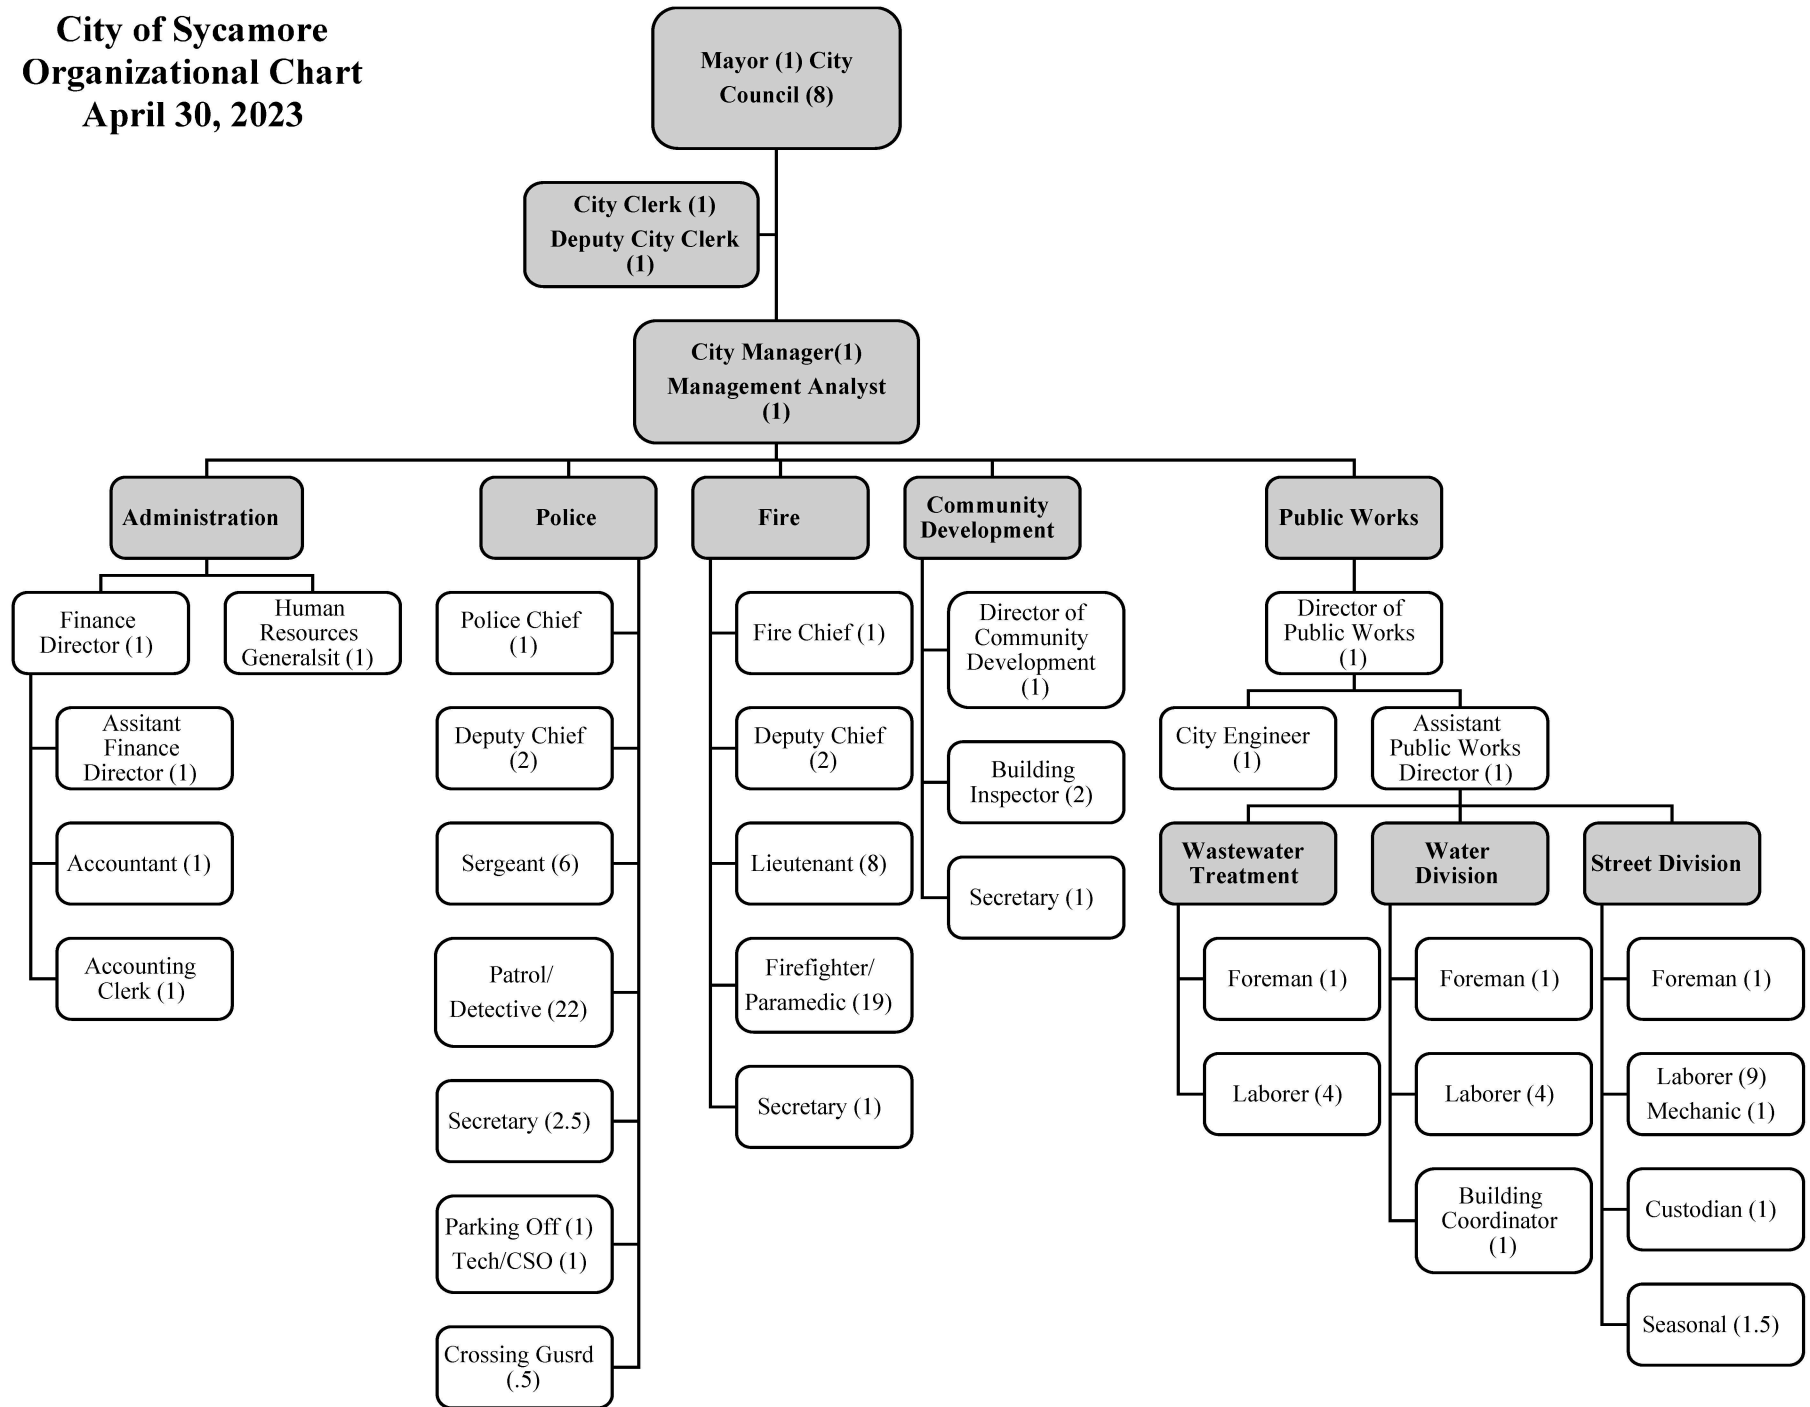 City of Sycamore
Organizational Chart
April 30, 2023
Mayor (1) City
Council (8)
City Clerk (1)
Deputy City Clerk
(1)
City Manager(1)
Management Analyst
(1)
Administration
Police
Fire
Community
Development
Public Works
Finance
Director (1)
Human
Resources
Generalsit (1)
Assitant
Finance
Director (1)
Accountant (1)
Accounting
Clerk (1)
Police Chief
(1)
Deputy Chief
(2)
Sergeant (6)
Patrol/
Detective (22)
Secretary (2.5)
Parking Off (1)
Tech/CSO (1)
Crossing Gusrd
(.5)
Fire Chief (1)
Deputy Chief
(2)
Lieutenant (8)
Firefighter/
Paramedic (19)
Secretary (1)
Director of
Community
Development
(1)
Building
Inspector (2)
Secretary (1)
Director of
Public Works
(1)
City Engineer
(1)
Assistant
Public Works
Director (1)
Wastewater
Treatment
Foreman (1)
Laborer (4)
Water
Division
Foreman (1)
Laborer (4)
Building
Coordinator
(1)
Street Division
Foreman (1)
Laborer (9)
Mechanic (1)
Custodian (1)
Seasonal (1.5)